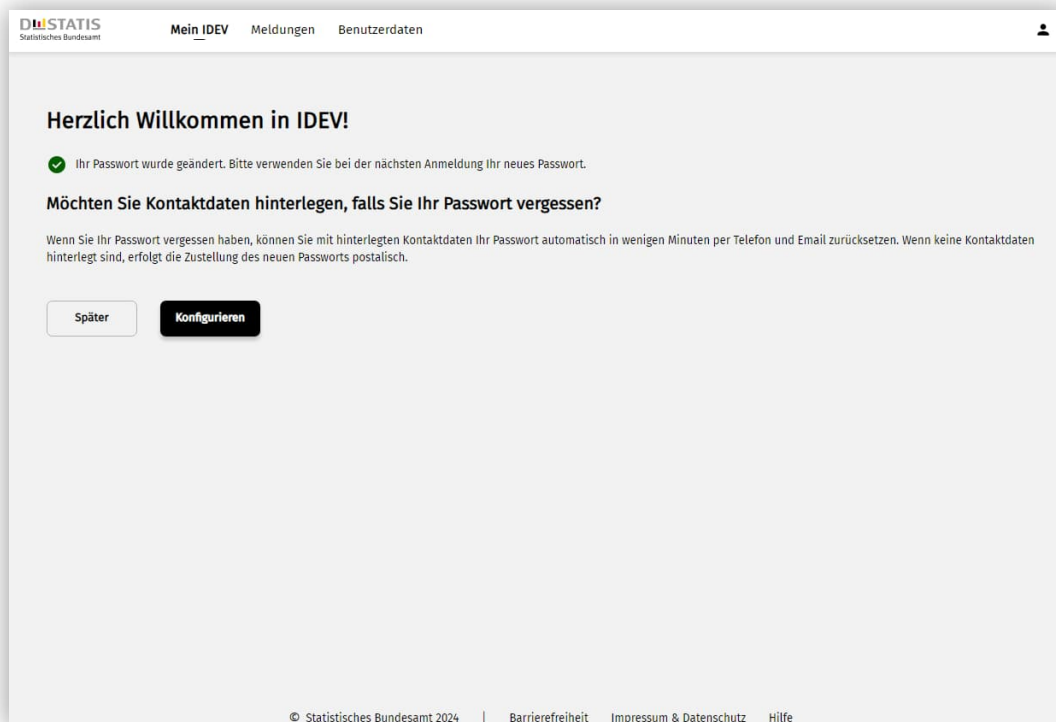 DESTATIS
Statistisches Bundesamt
Mein IDEV Meldungen Benutzerdaten
Herzlich Willkommen in IDEV!
Ihr Passwort wurde geändert. Bitte verwenden Sie bei der nächsten Anmeldung Ihr neues Passwort.
Möchten Sie Kontaktdaten hinterlegen, falls Sie Ihr Passwort vergessen?
Wenn Sie Ihr Passwort vergessen haben, können Sie mit hinterlegten Kontaktdaten Ihr Passwort automatisch in wenigen Minuten per Telefon und Email zurücksetzen. Wenn keine Kontaktdaten
hinterlegt sind, erfolgt die Zustellung des neuen Passworts postalisch.
Später Konfigurieren
© Statistisches Bundesamt 2024 | Barrierefreiheit Impressum & Datenschutz Hilfe